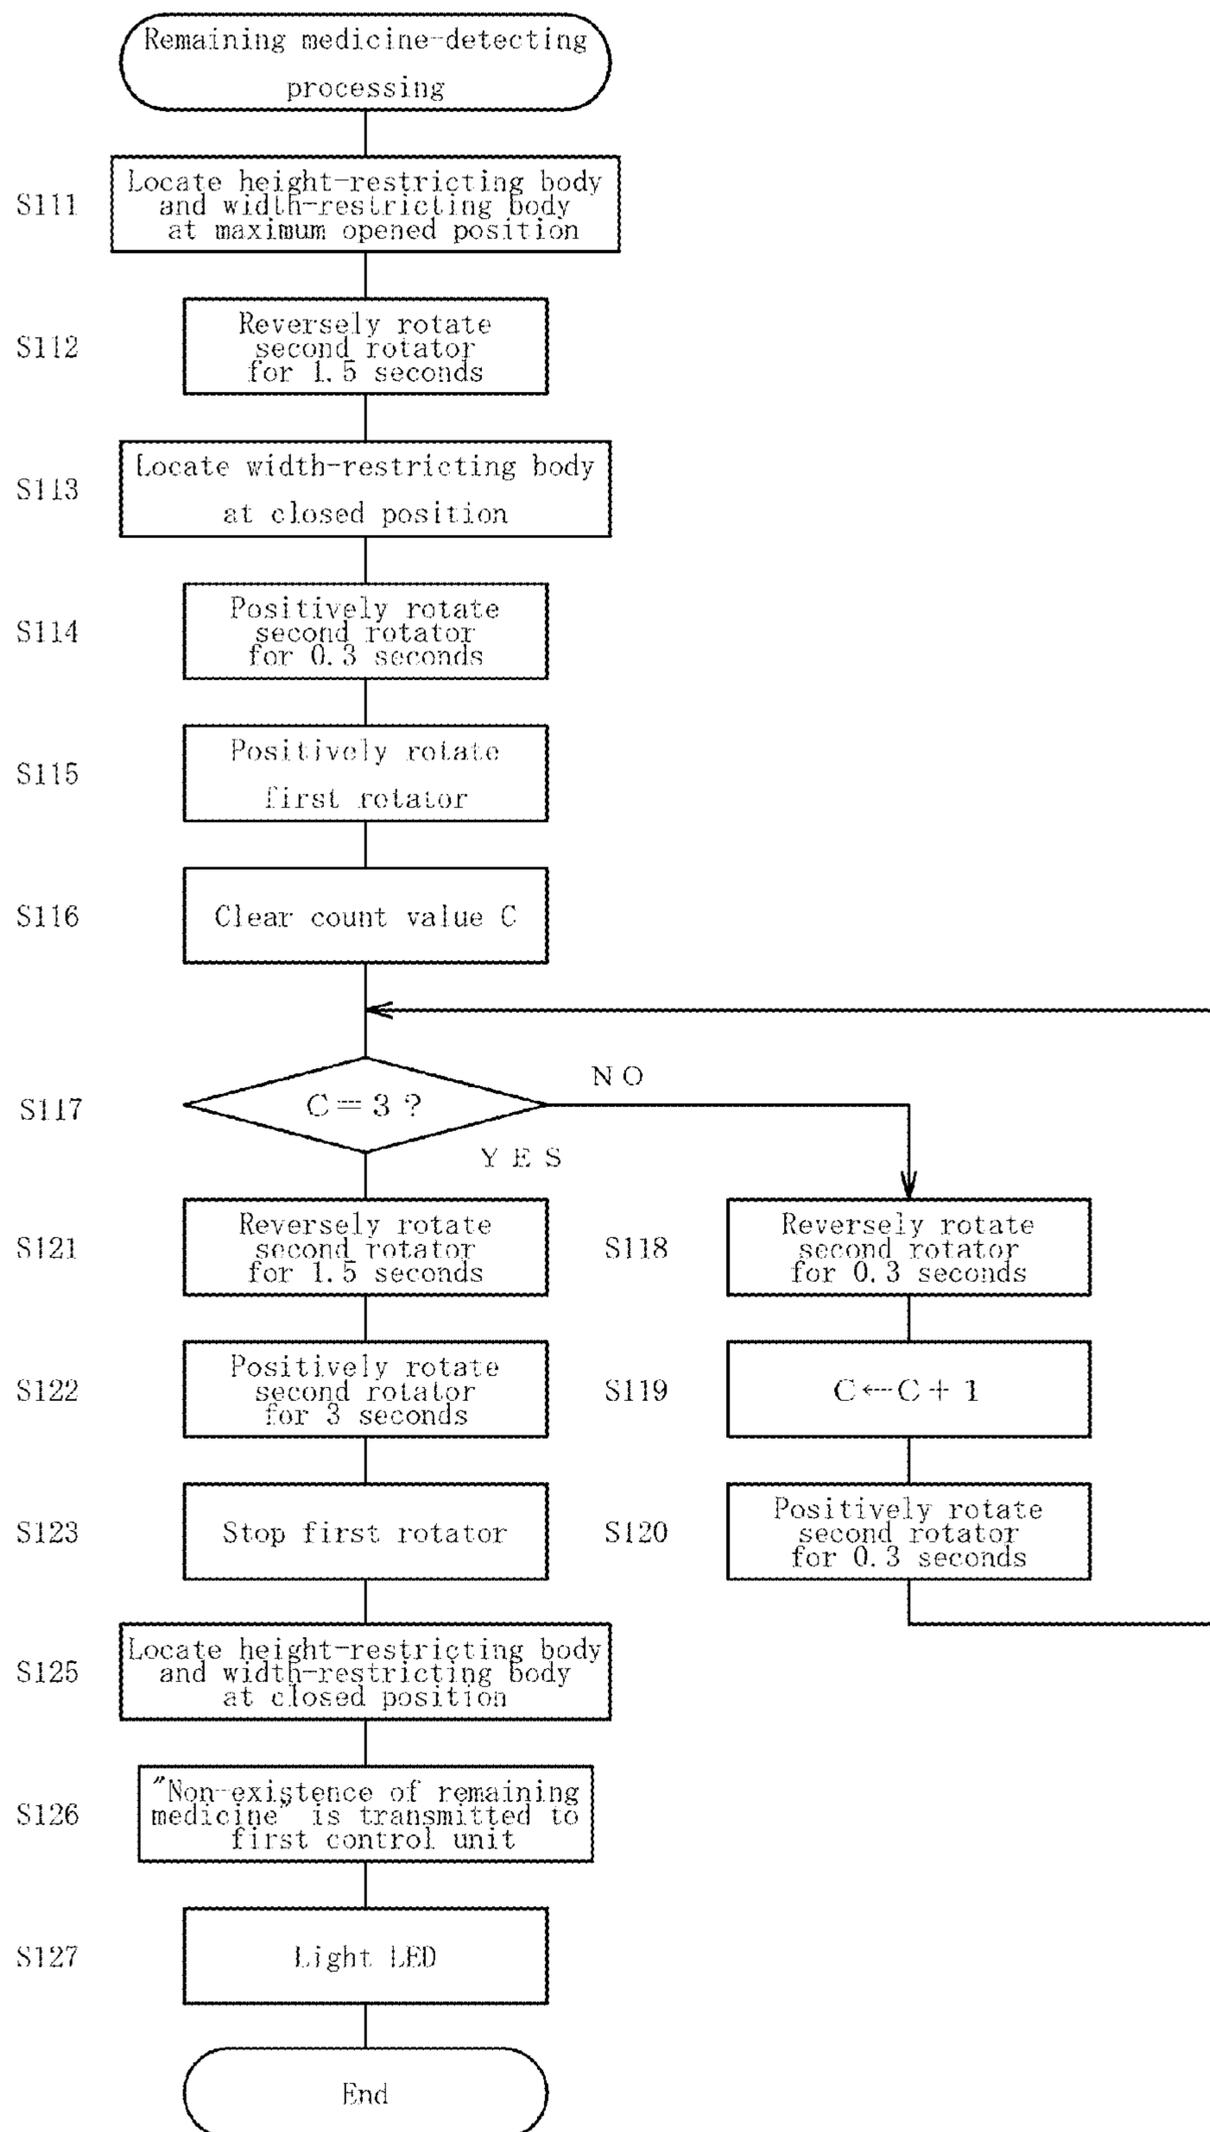 Remaining medicine-detecting
processing
S111
Locate height-restricting body
and width-restricting body
at maximum opened position
S112
Reversely rotate
second rotator
for 1.5 seconds
S113
Locate width-restricting body
at closed position
S114
Positively rotate
second rotator
for 0.3 seconds
S115
Positively rotate
first rotator
S116
Clear count value C
S117
C=3?
NO
YES
S121
Reversely rotate
second rotator
for 1.5 seconds
S118
Reversely rotate
second rotator
for 0.3 seconds
S122
Positively rotate
second rotator
for 3 seconds
S119
C←C+1
S123
Stop first rotator
S120
Positively rotate
second rotator
for 0.3 seconds
S125
Locate height-restricting body
and width-restricting body
at closed position
S126
"Non-existence of remaining
medicine" is transmitted to
first control unit
S127
Light LED
End